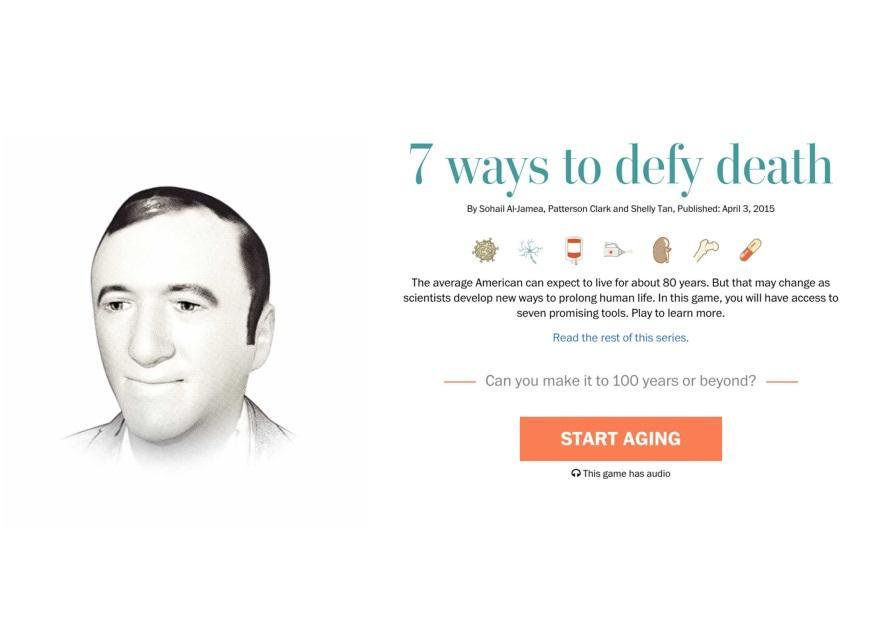 7 ways to defy death
By Sohail Al-Jamea, Patterson Clark and Shelly Tan, Published: April 3, 2015
The average American can expect to live for about 80 years. But that may change as
scientists develop new ways to prolong human life. In this game, you will have access to
seven promising tools. Play to learn more.
Read the rest of this series.
Can you make it to 100 years or beyond?
START AGING
This game has audio